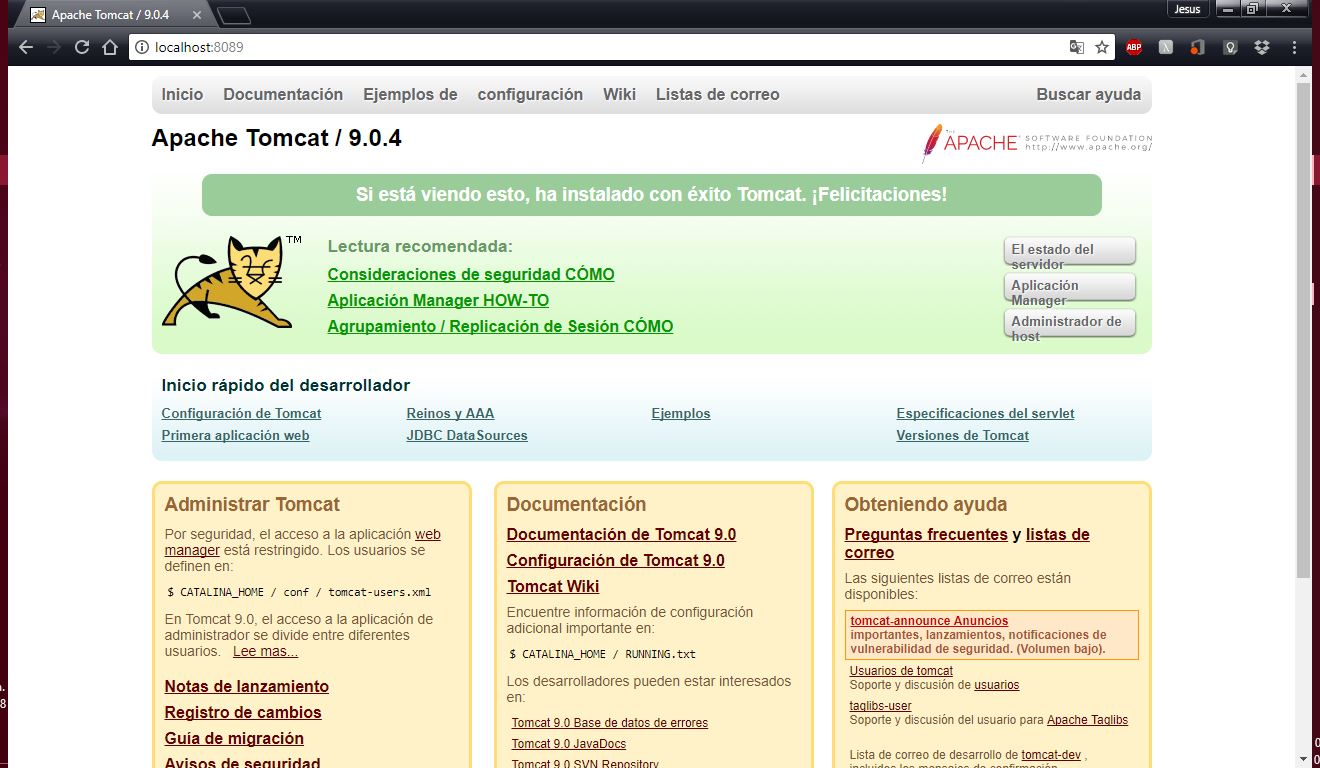 Apache Tomcat / 9.0.4
Jesus
localhost:8089
ABP
Inicio Documentación Ejemplos de configuración Wiki Listas de correo Buscar ayuda
Apache Tomcat / 9.0.4
THE APACHE SOFTWARE FOUNDATION
http://www.apache.org/
Si está viendo esto, ha instalado con éxito Tomcat. ¡Felicitaciones!
TM
Lectura recomendada:
Consideraciones de seguridad CÓMO
Aplicación Manager HOW-TO
Agrupamiento / Replicación de Sesión CÓMO
El estado del
servidor
Aplicación
Manager
Administrador de
host
Inicio rápido del desarrollador
Configuración de Tomcat
Primera aplicación web
Reinos y AAA
JDBC DataSources
Ejemplos
Especificaciones del servlet
Versiones de Tomcat
Administrar Tomcat
Por seguridad, el acceso a la aplicación web
manager está restringido. Los usuarios se
definen en:
$ CATALINA_HOME / conf / tomcat-users.xml
En Tomcat 9.0, el acceso a la aplicación de
administrador se divide entre diferentes
usuarios. Lee mas...
Notas de lanzamiento
Registro de cambios
Guía de migración
Avisos de seguridad
Documentación
Documentación de Tomcat 9.0
Configuración de Tomcat 9.0
Tomcat Wiki
Encuentre información de configuración
adicional importante en:
$ CATALINA_HOME / RUNNING.txt
Los desarrolladores pueden estar interesados
en:
Tomcat 9.0 Base de datos de errores
Tomcat 9.0 JavaDocs
Tomcat 9.0 SVN Repository
Obteniendo ayuda
Preguntas frecuentes y listas de
correo
Las siguientes listas de correo están
disponibles:
tomcat-announce Anuncios
importantes, lanzamientos, notificaciones de
vulnerabilidad de seguridad. (Volumen bajo).
Usuarios de tomcat
Soporte y discusión de usuarios
taglibs-user
Soporte y discusión del usuario para Apache Taglibs
Lista de correo de desarrollo de tomcat-dev ,
incluidos los mensajes de confirmación